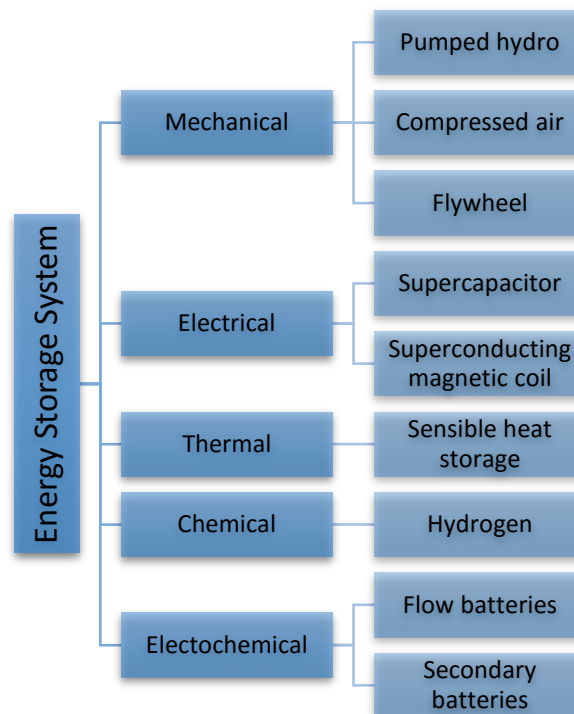 Energy Storage System
Mechanical
Pumped hydro
Compressed air
Flywheel
Electrical
Supercapacitor
Superconducting
magnetic coil
Thermal
Sensible heat
storage
Chemical
Hydrogen
Electochemical
Flow batteries
Secondary
batteries